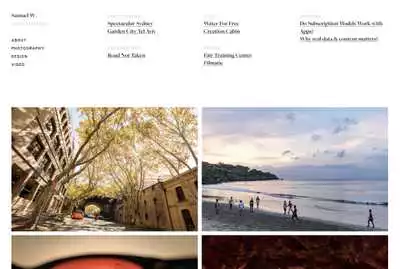 Samuel W.
ABOUT
PHOTOGRAPHY
DESIGN
VIDEO
Spectacular Sydney
Garden City Tel Aviv
Road Not Taken
Water For Free
Creation Cabin
Fire Training Center
Filmatic
Do Subscription Models Work with
Apps?
Why real data & content matters?